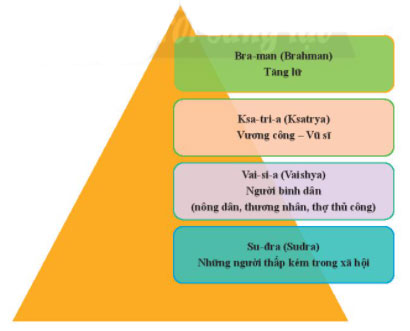 Bra-man (Brahman)
Tăng lữ
Ksa-tri-a (Ksatrya)
Vương công – Vũ sĩ
Vai-si-a (Vaishya)
Người bình dân
(nông dân, thương nhân, thợ thủ công)
Su-đra (Sudra)
Những người thấp kém trong xã hội